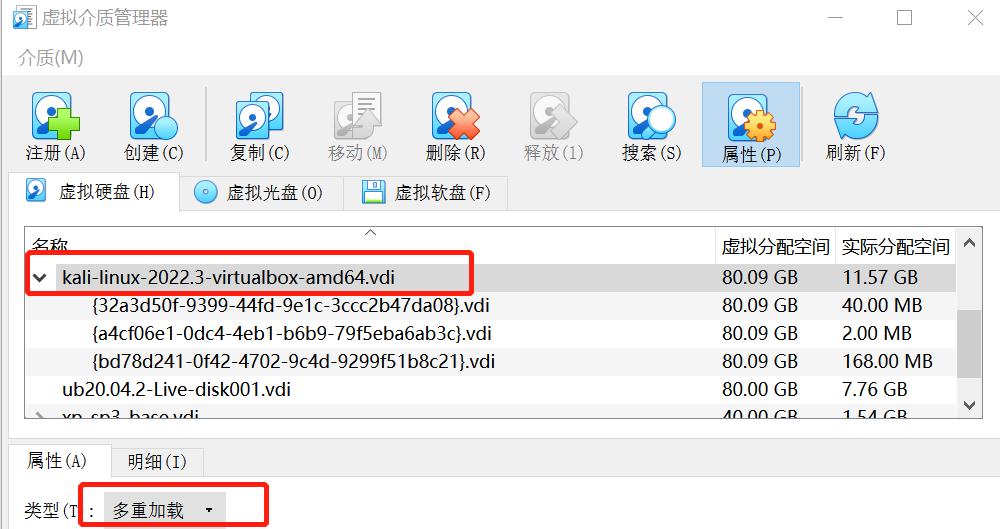 虚拟介质管理器
介质(M)
注册(A) 创建(C) 复制(C) 移动(M) 删除(R) 释放(1) 搜索(S) 属性(P) 刷新(F)
虚拟硬盘(H) 虚拟光盘(O) 虚拟软盘(F)
名称 虚拟分配空间 实际分配空间
kali-linux-2022.3-virtualbox-amd64.vdi 80.09 GB 11.57 GB
{32a3d50f-9399-44fd-9e1c-3ccc2b47da08}.vdi 80.09 GB 40.00 MB
{a4cf06e1-0dc4-4eb1-b6b9-79f5eba6ab3c}.vdi 80.09 GB 2.00 MB
{bd78d241-0f42-4702-9c4d-9299f51b8c21}.vdi 80.09 GB 168.00 MB
ub20.04.2-Live-disk001.vdi 80.00 GB 7.76 GB
xp_sp3_base.vdi 40.00 GB 1.54 GB
属性(A) 明细(I)
类型(T): 多重加载